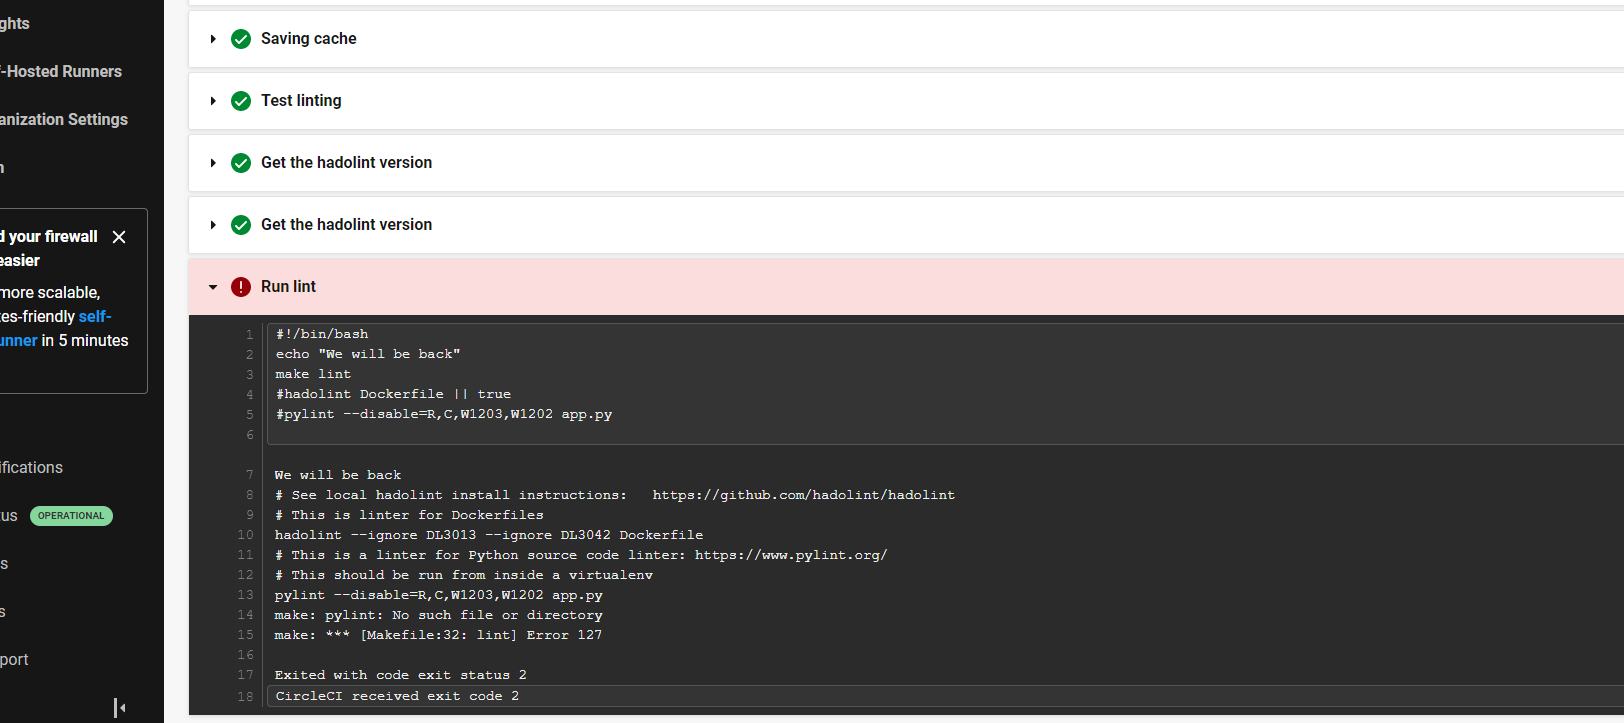 ghts
-Hosted Runners
anization Settings
d your firewall
easier
more scalable,
es-friendly self-
unner in 5 minutes
ifications
tus OPERATIONAL
s
s
port
Saving cache
Test linting
Get the hadolint version
Get the hadolint version
Run lint
1 #!/bin/bash
2 echo "We will be back"
3 make lint
4 #hadolint Dockerfile || true
5 #pylint --disable=R,C,W1203,W1202 app.py
6
7 We will be back
8 # See local hadolint install instructions:   https://github.com/hadolint/hadolint
9 # This is linter for Dockerfiles
10 hadolint --ignore DL3013 --ignore DL3042 Dockerfile
11 # This is a linter for Python source code linter: https://www.pylint.org/
12 # This should be run from inside a virtualenv
13 pylint --disable=R,C,W1203,W1202 app.py
14 make: pylint: No such file or directory
15 make: *** [Makefile:32: lint] Error 127
16
17 Exited with code exit status 2
18 CircleCI received exit code 2